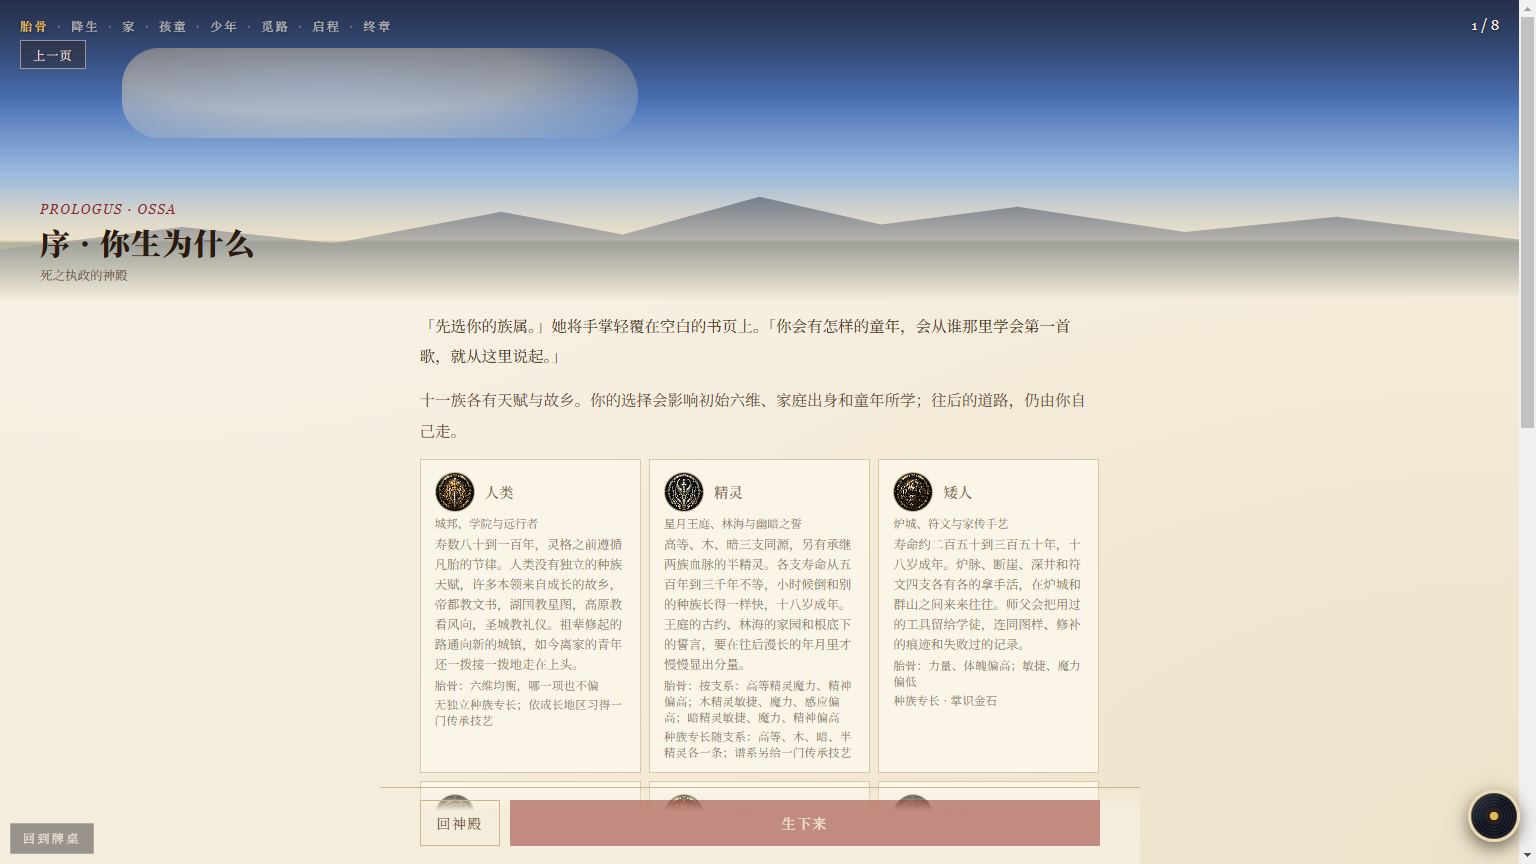 胎骨 · 降生 · 家 · 孩童 · 少年 · 觅路 · 启程 · 终章
1 / 8
上一页
PROLOGUS · OSSA
序 · 你生为什么
死之执政的神殿
「先选你的族属。」她将手掌轻覆在空白的书页上。「你会有怎样的童年，会从谁那里学会第一首
歌，就从这里说起。」
十一族各有天赋与故乡。你的选择会影响初始六维、家庭出身和童年所学；往后的道路，仍由你自
己走。
人类
城邦、学院与远行者
寿数八十到一百年，灵格之前遵循
凡胎的节律。人类没有独立的种族
天赋，许多本领来自成长的故乡，
帝都教文书，湖国教星图，高原教
看风向，圣城教礼仪。祖辈修起的
路通向新的城镇，如今离家的青年
还一拨接一拨地走在上头。
胎骨：六维均衡，哪一项也不偏
无独立种族专长；依成长地区习得一
门传承技艺
精灵
星月王庭、林海与幽暗之誓
高等、木、暗三支同源，另有承继
两族血脉的半精灵。各支寿命从五
百年到三千年不等，小时候倒和别
的种族长得一样快，十八岁成年。
王庭的古约、林海的家园和根底下
的誓言，要在往后漫长的年月里才
慢慢显出分量。
胎骨：按支系：高等精灵魔力、精神
偏高；木精灵敏捷、魔力、感应偏
高；暗精灵敏捷、魔力、精神偏高
种族专长随支系：高等、木、暗、半
精灵各一条；谱系另给一门传承技艺
矮人
炉城、符文与家传手艺
寿命约二百五十到三百五十年，十
八岁成年。炉脉、断崖、深井和符
文四支各有各的拿手活，在炉城和
群山之间来来往往。师父会把用过
的工具留给学徒，连同图样、修补
的痕迹和失败过的记录。
胎骨：力量、体魄偏高；敏捷、魔力
偏低
种族专长 · 掌识金石
回神殿
生下来
回到牌桌